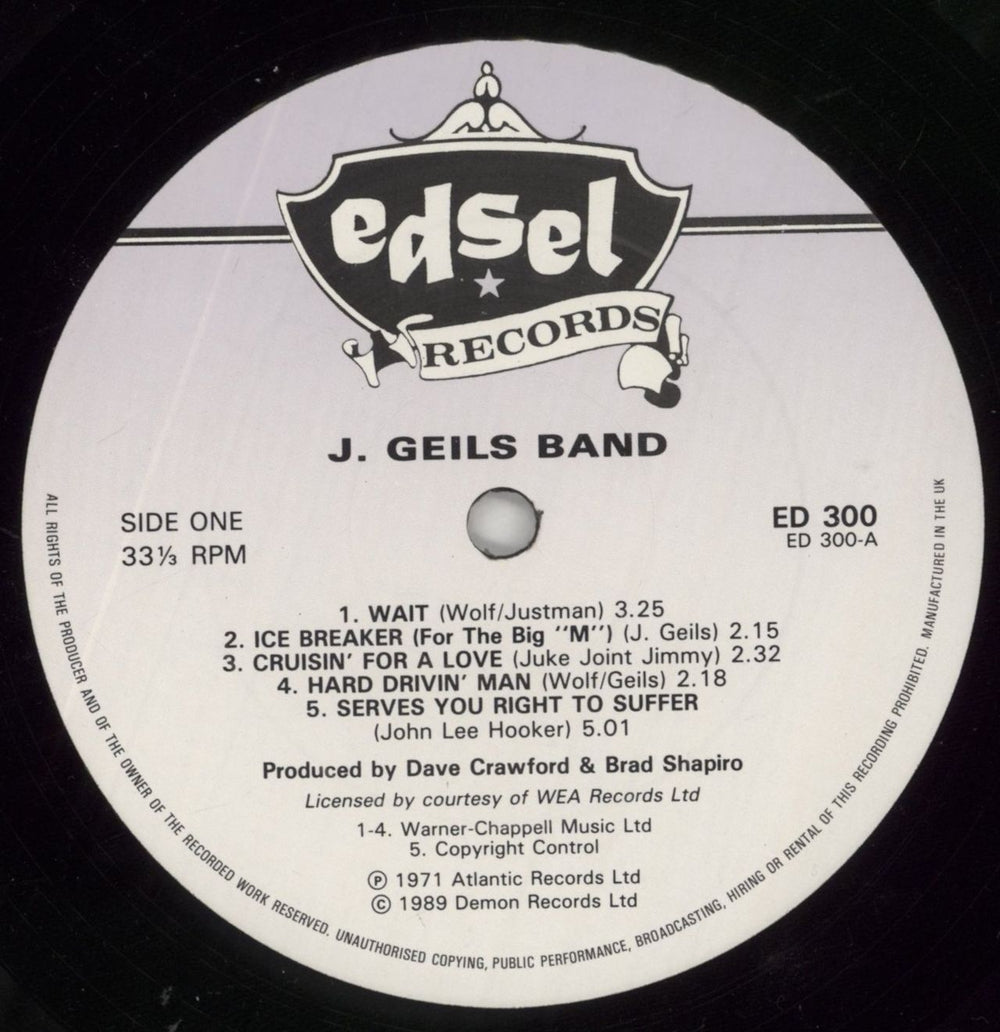 edsel
RECORDS
J. GEILS BAND
SIDE ONE
33⅓ RPM
ED 300
ED 300-A
1. WAIT (Wolf/Justman) 3.25
2. ICE BREAKER (For The Big "M") (J. Geils) 2.15
3. CRUISIN' FOR A LOVE (Juke Joint Jimmy) 2.32
4. HARD DRIVIN' MAN (Wolf/Geils) 2.18
5. SERVES YOU RIGHT TO SUFFER
(John Lee Hooker) 5.01
Produced by Dave Crawford & Brad Shapiro
Licensed by courtesy of WEA Records Ltd
1-4. Warner-Chappell Music Ltd
5. Copyright Control
℗ 1971 Atlantic Records Ltd
© 1989 Demon Records Ltd
ALL RIGHTS OF THE PRODUCER AND OF THE OWNER OF THE RECORDED WORK RESERVED. UNAUTHORISED COPYING, PUBLIC PERFORMANCE, BROADCASTING, HIRING OR RENTAL OF THIS RECORDING PROHIBITED. MANUFACTURED IN THE UK